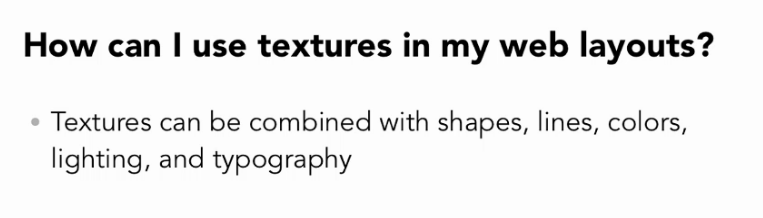 How can I use textures in my web layouts?
• Textures can be combined with shapes, lines, colors,
lighting, and typography